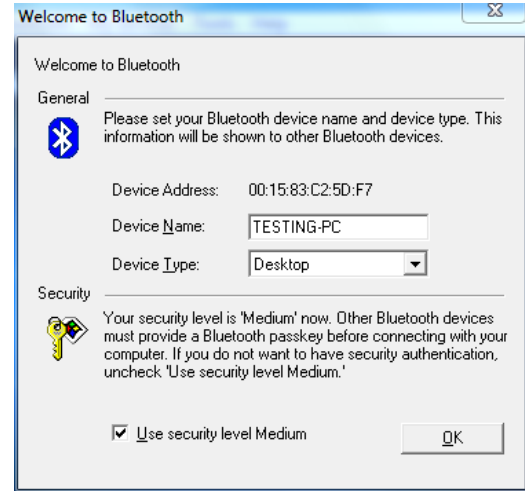 Welcome to Bluetooth
Welcome to Bluetooth
General
Please set your Bluetooth device name and device type. This
information will be shown to other Bluetooth devices.
Device Address: 00:15:83:C2:5D:F7
Device Name: TESTING-PC
Device Type: Desktop
Security
Your security level is 'Medium' now. Other Bluetooth devices
must provide a Bluetooth passkey before connecting with your
computer. If you do not want to have security authentication,
uncheck 'Use security level Medium.'
Use security level Medium
OK